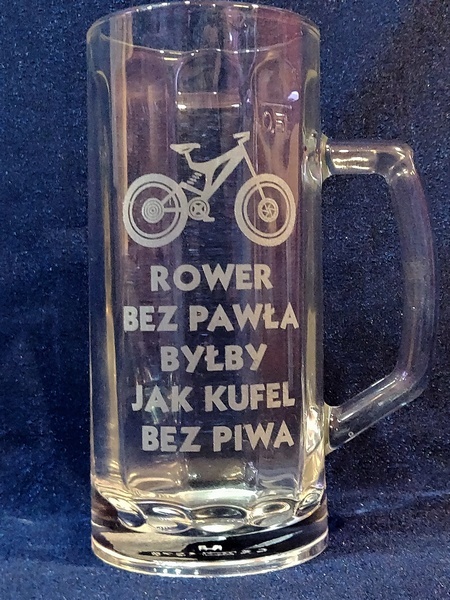 ROWER
BEZ PAWŁA
BYŁBY
JAK KUFEL
BEZ PIWA